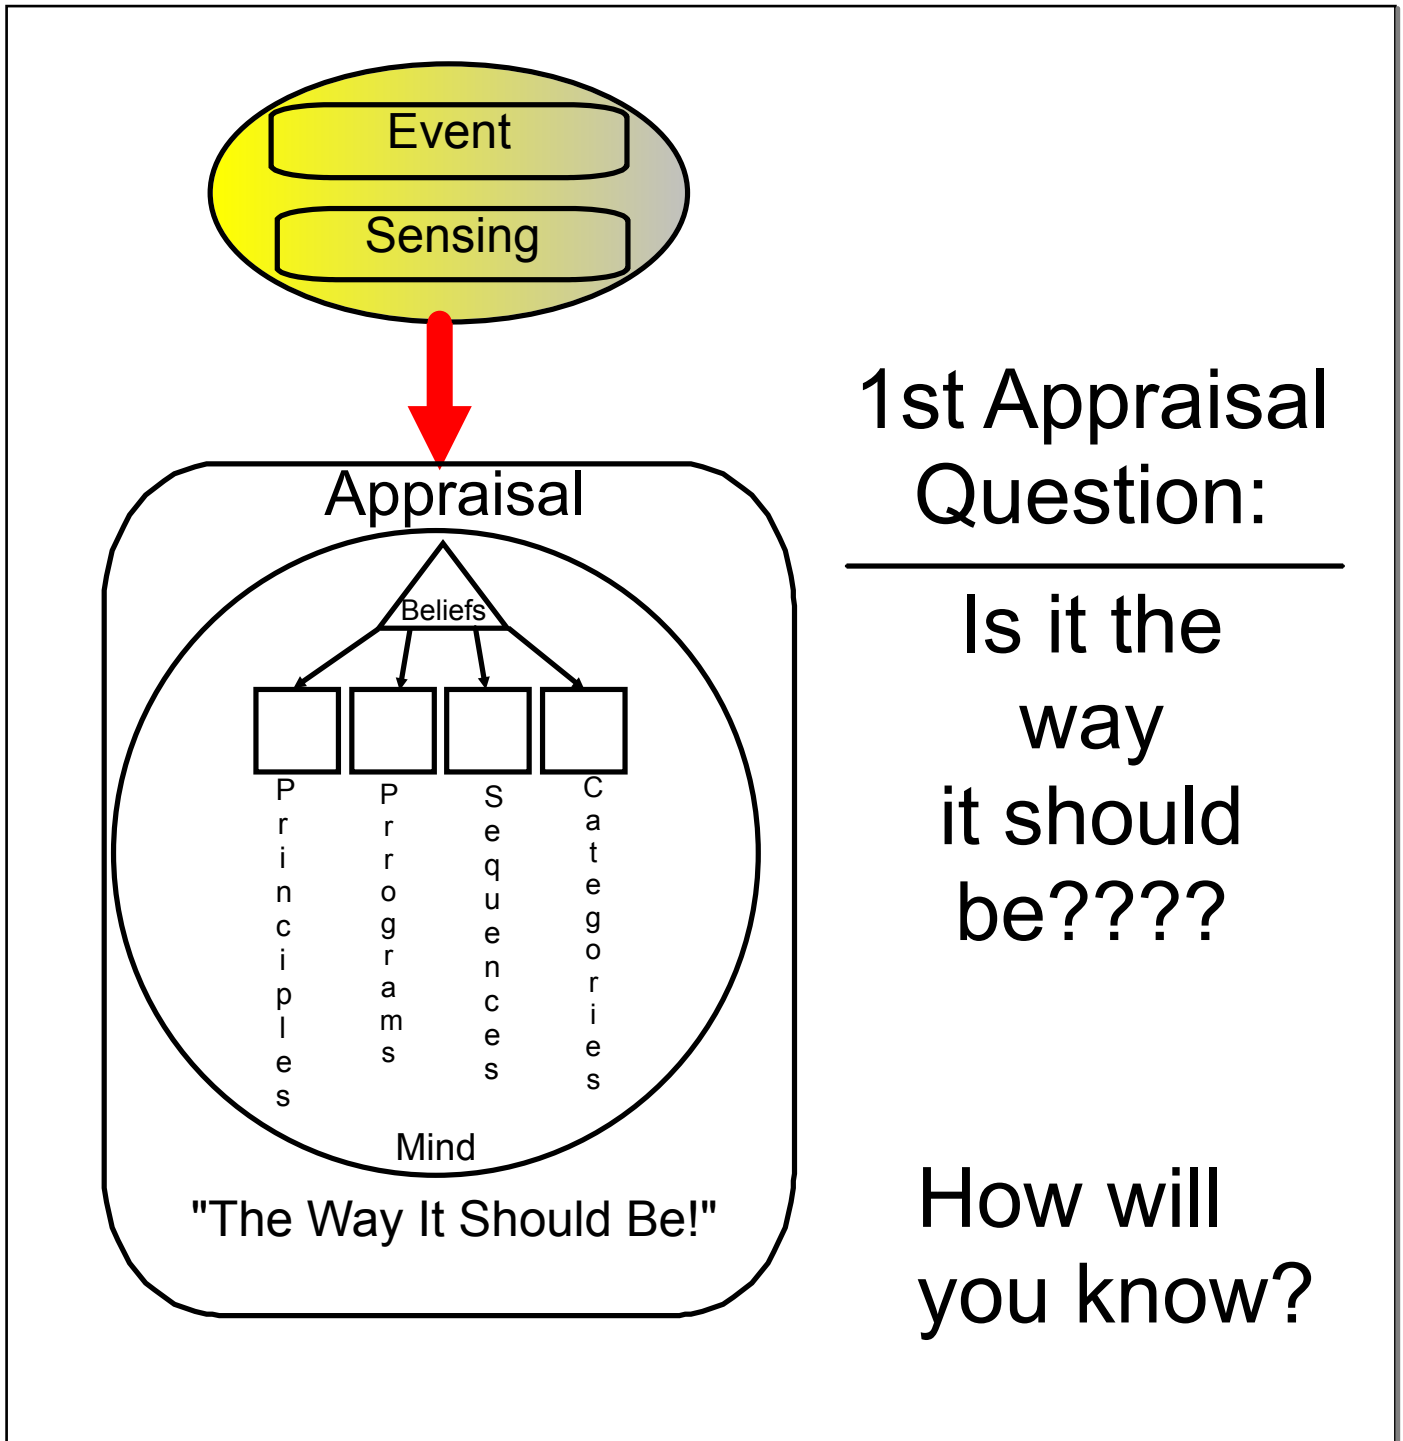 Event
Sensing
Appraisal
Beliefs
Principles
Prrograms
Sequences
Categories
Mind
"The Way It Should Be!"
1st Appraisal
Question:
Is it the
way
it should
be????
How will
you know?